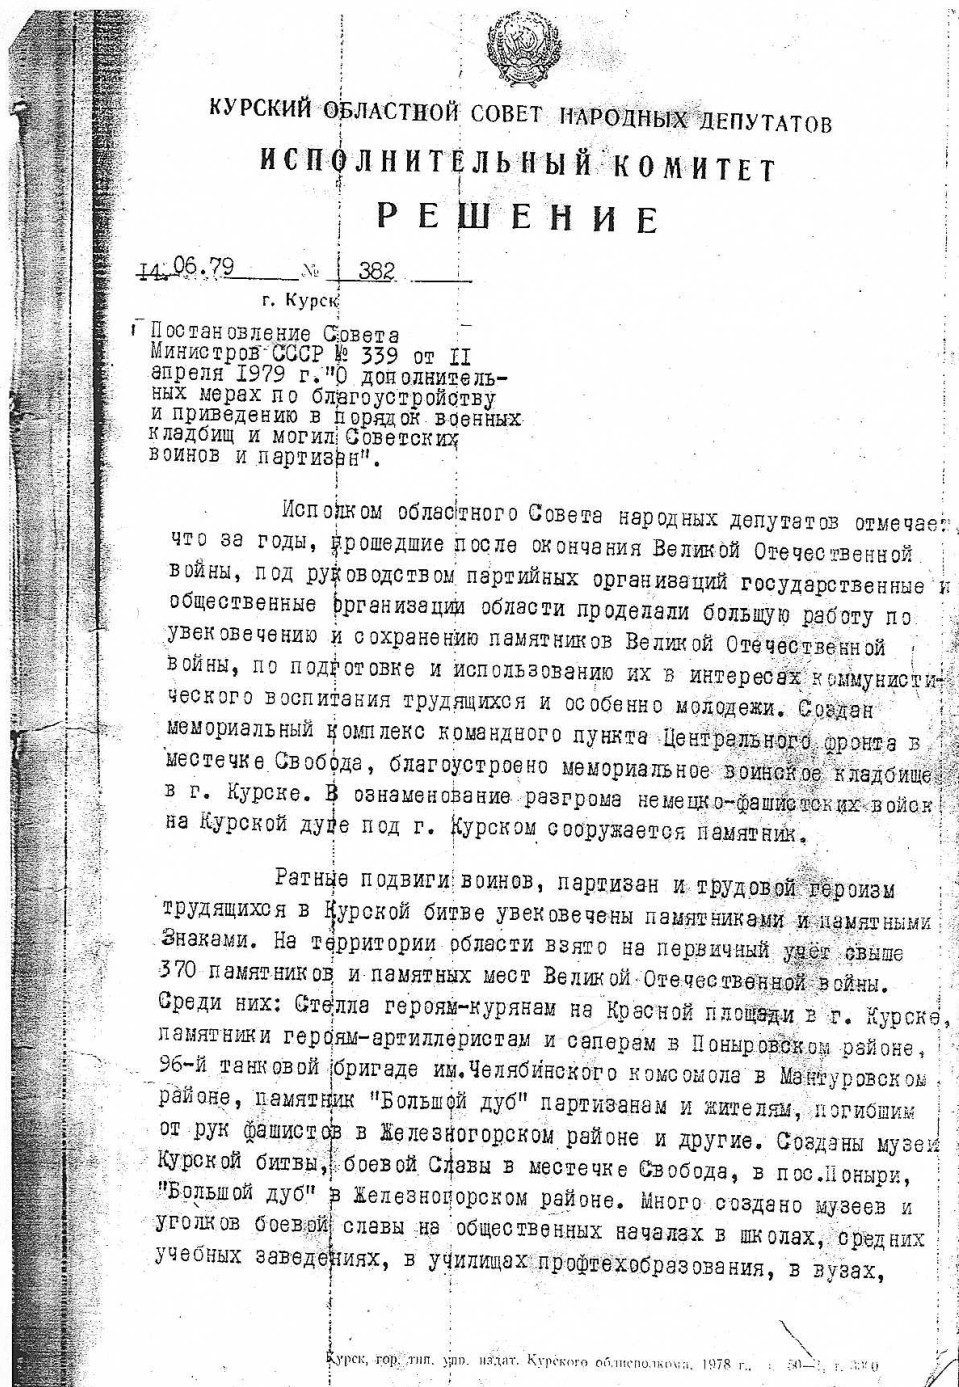 КУРСКИЙ ОБЛАСТНОЙ СОВЕТ НАРОДНЫХ ДЕПУТАТОВ
ИСПОЛНИТЕЛЬНЫЙ КОМИТЕТ
РЕШЕНИЕ
14.06.79 № 382
г. Курск
Постановление Совета
Министров СССР № 339 от II
апреля 1979 г. "О дополнитель-
ных мерах по благоустройству
и приведению в порядок военных
кладбищ и могил Советских
воинов и партизан".
Исполком областного Совета народных депутатов отмечает,
что за годы, прошедшие после окончания Великой Отечественной
войны, под руководством партийных организаций государственные и
общественные организации области проделали большую работу по
увековечению и сохранению памятников Великой Отечественной
войны, по подготовке и использованию их в интересах коммунисти-
ческого воспитания трудящихся и особенно молодежи. Создан
мемориальный комплекс командного пункта Центрального фронта в
местечке Свобода, благоустроено мемориальное воинское кладбище
в г. Курске. В ознаменование разгрома немецко-фашистских войск
на Курской дуге под г. Курском сооружается памятник.
Ратные подвиги воинов, партизан и трудовой героизм
трудящихся в Курской битве увековечены памятниками и памятными
Знаками. На территории области взято на первичный учёт свыше
370 памятников и памятных мест Великой Отечественной войны.
Среди них: Стелла героям-курянам на Красной площади в г. Курске,
памятники героям-артиллеристам и саперам в Поныровском районе,
96-й танковой бригаде им.Челябинского комсомола в Мантуровском
районе, памятник "Большой дуб" партизанам и жителям, погибшим
от рук фашистов в Железногорском районе и другие. Созданы музеи
Курской битвы, боевой Славы в местечке Свобода, в пос.Поныри,
"Большой дуб" в Железногорском районе. Много создано музеев и
уголков боевой славы на общественных началах в школах, средних
учебных заведениях, в училищах профтехобразования, в вузах,
Курск, гор. тип. упр. издат. Курского облисполкома, 1978 г.,